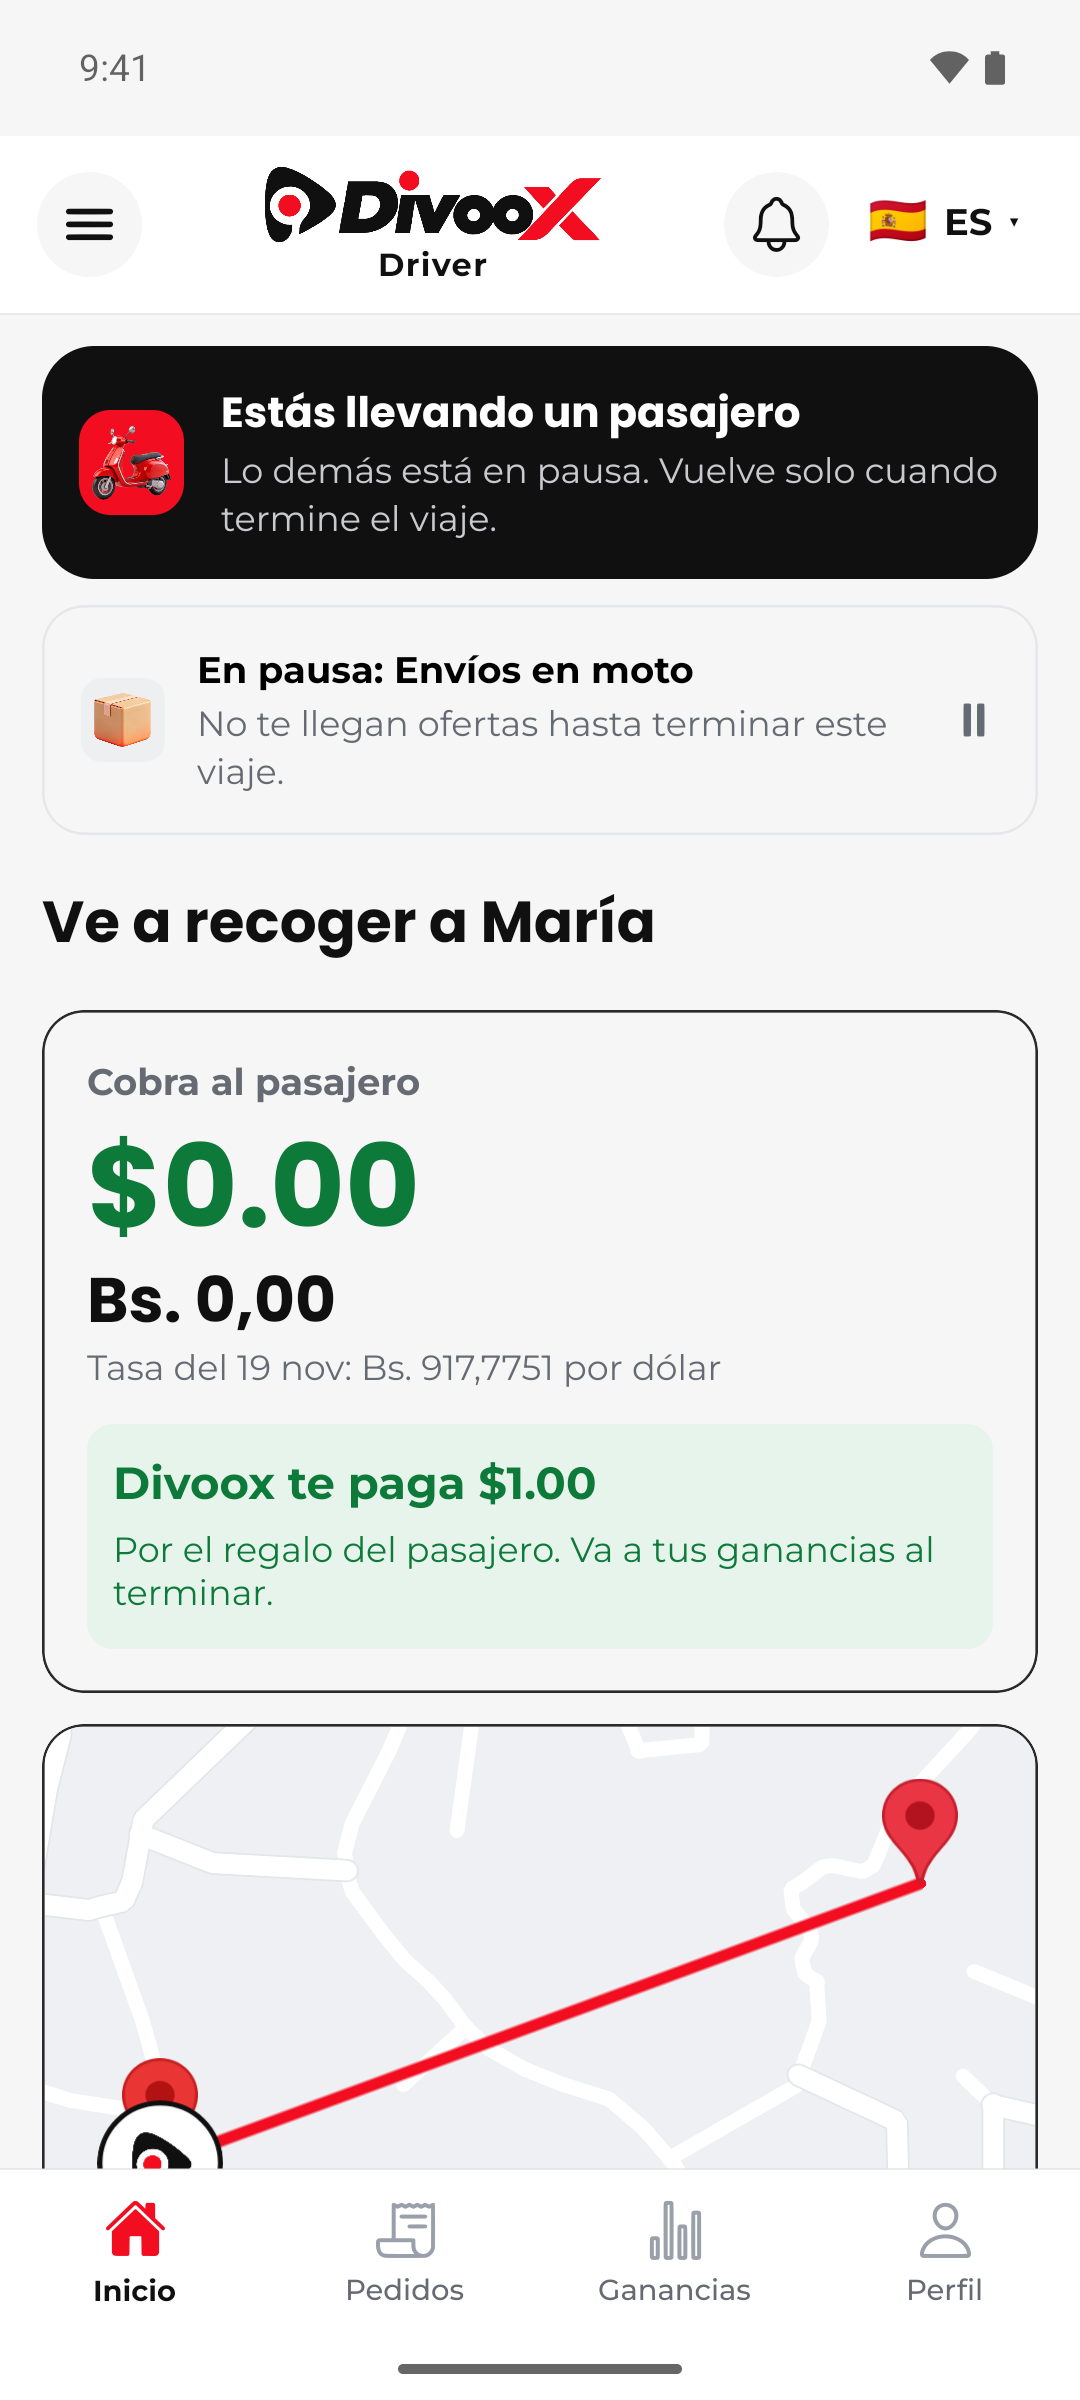 9:41
DivooX
Driver
🇪🇸 ES ▾
Estás llevando un pasajero
Lo demás está en pausa. Vuelve solo cuando
termine el viaje.
En pausa: Envíos en moto
No te llegan ofertas hasta terminar este
viaje.
Ve a recoger a María
Cobra al pasajero
$0.00
Bs. 0,00
Tasa del 19 nov: Bs. 917,7751 por dólar
Divoox te paga $1.00
Por el regalo del pasajero. Va a tus ganancias al
terminar.
Inicio
Pedidos
Ganancias
Perfil